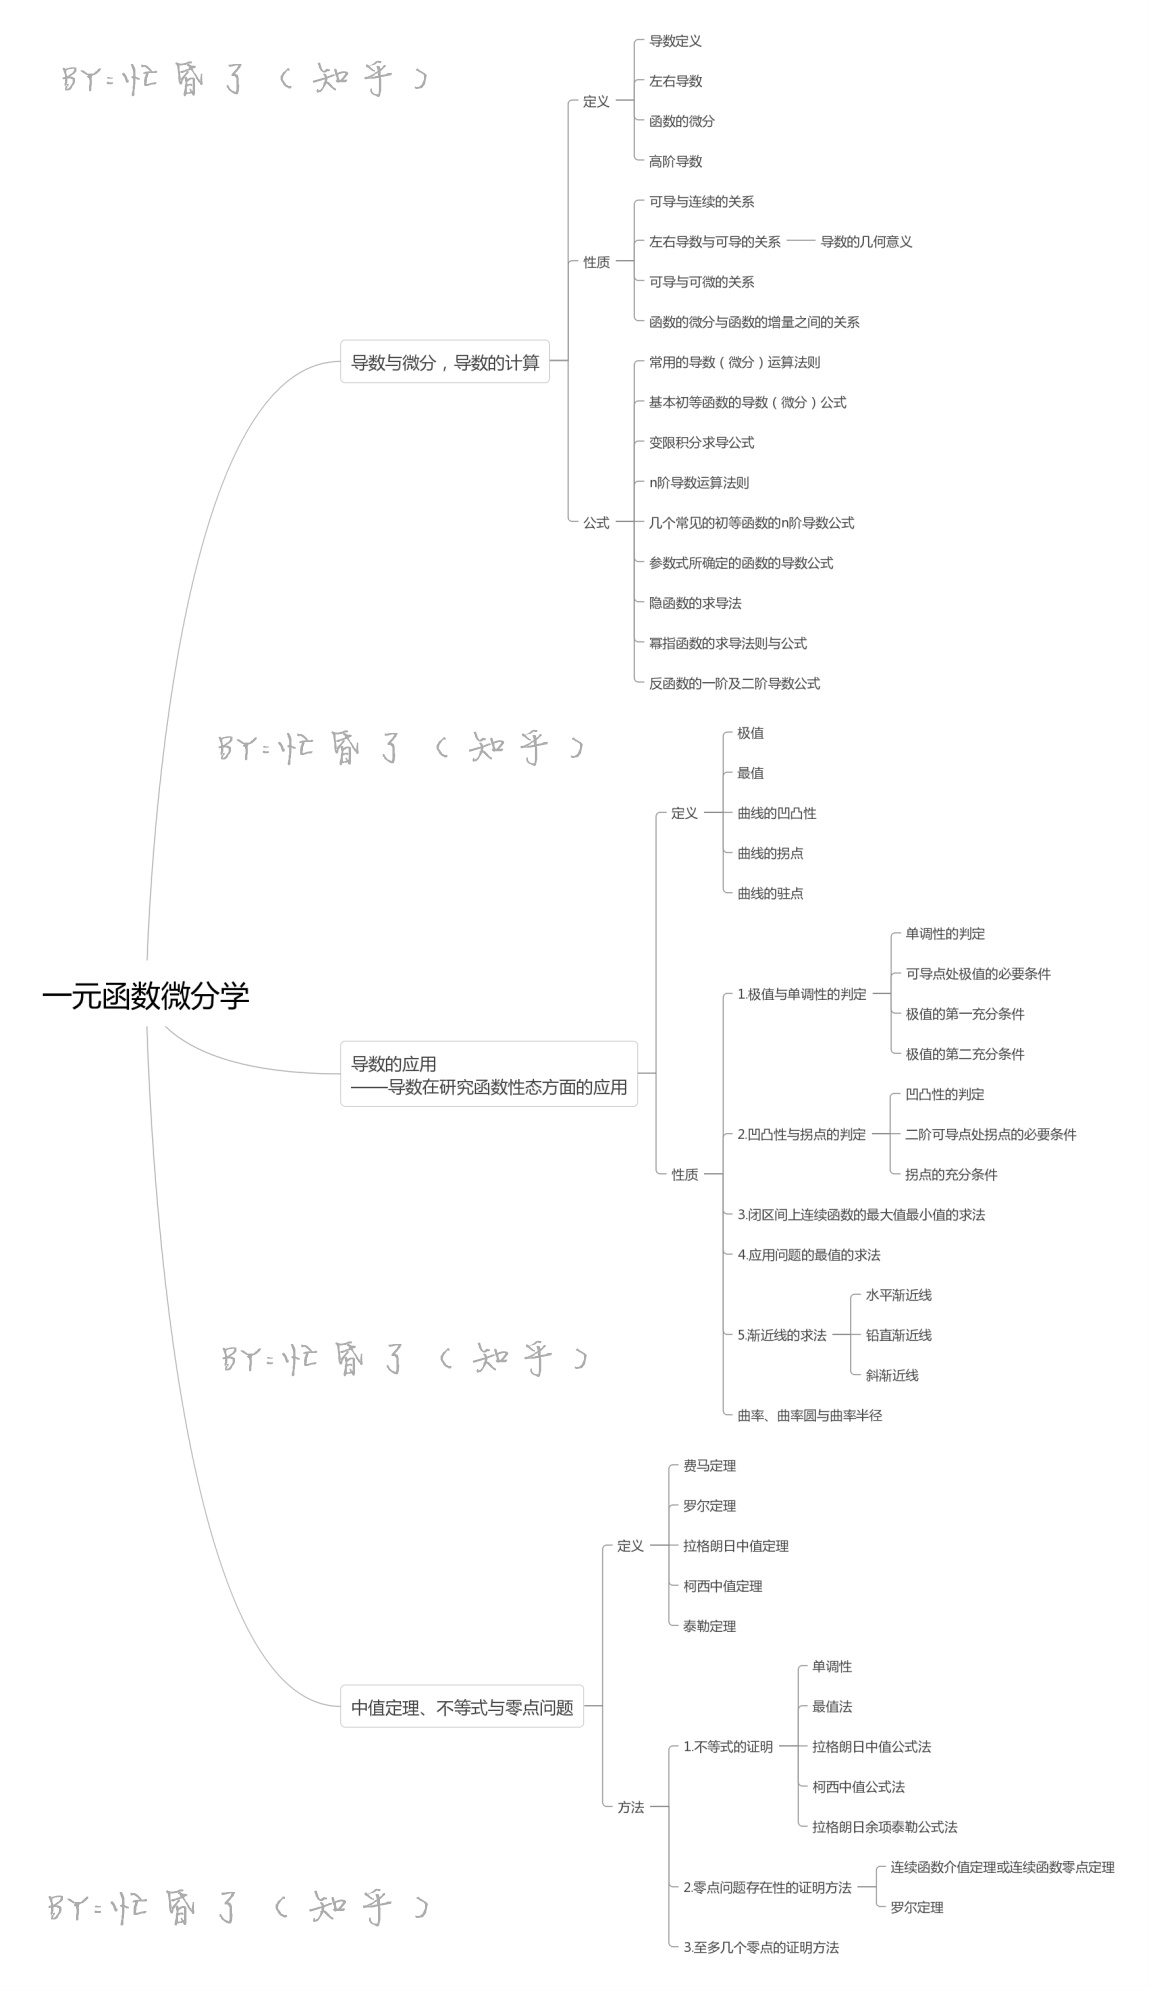 BY=忙昏了（知乎）
导数定义
左右导数
定义
函数的微分
高阶导数
可导与连续的关系
左右导数与可导的关系
导数的几何意义
性质
可导与可微的关系
函数的微分与函数的增量之间的关系
导数与微分，导数的计算
常用的导数（微分）运算法则
基本初等函数的导数（微分）公式
变限积分求导公式
n阶导数运算法则
公式
几个常见的初等函数的n阶导数公式
参数式所确定的函数的导数公式
隐函数的求导法
幂指函数的求导法则与公式
反函数的一阶及二阶导数公式
BY=忙昏了（知乎）
极值
最值
定义
曲线的凹凸性
曲线的拐点
曲线的驻点
一元函数微分学
单调性的判定
可导点处极值的必要条件
1.极值与单调性的判定
极值的第一充分条件
极值的第二充分条件
导数的应用
——导数在研究函数性态方面的应用
凹凸性的判定
2.凹凸性与拐点的判定
二阶可导点处拐点的必要条件
拐点的充分条件
性质
3.闭区间上连续函数的最大值最小值的求法
4.应用问题的最值的求法
水平渐近线
5.渐近线的求法
铅直渐近线
斜渐近线
曲率、曲率圆与曲率半径
BY=忙昏了（知乎）
费马定理
罗尔定理
定义
拉格朗日中值定理
柯西中值定理
泰勒定理
中值定理、不等式与零点问题
单调性
最值法
1.不等式的证明
拉格朗日中值公式法
柯西中值公式法
拉格朗日余项泰勒公式法
方法
连续函数介值定理或连续函数零点定理
2.零点问题存在性的证明方法
罗尔定理
3.至多几个零点的证明方法
BY=忙昏了（知乎）